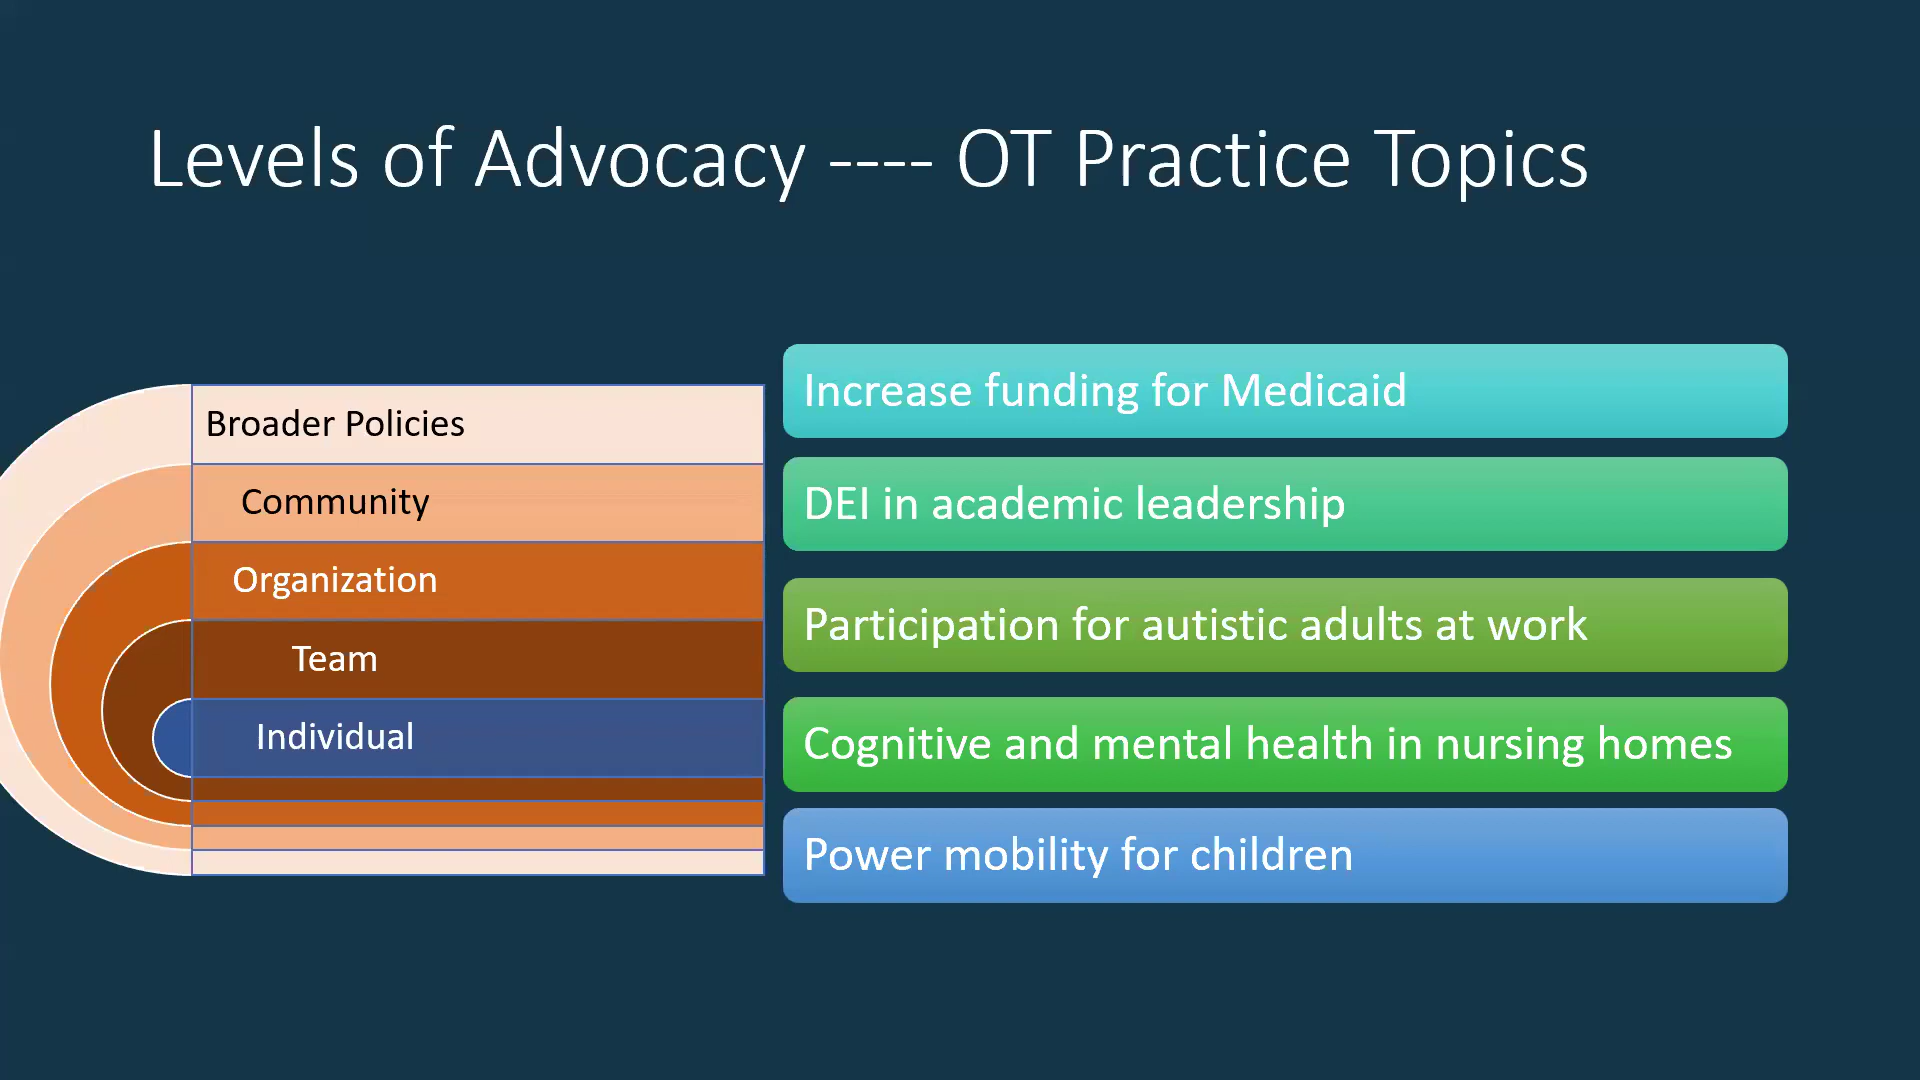 Levels of Advocacy ---- OT Practice Topics
Broader Policies
Community
Organization
Team
Individual
Increase funding for Medicaid
DEI in academic leadership
Participation for autistic adults at work
Cognitive and mental health in nursing homes
Power mobility for children